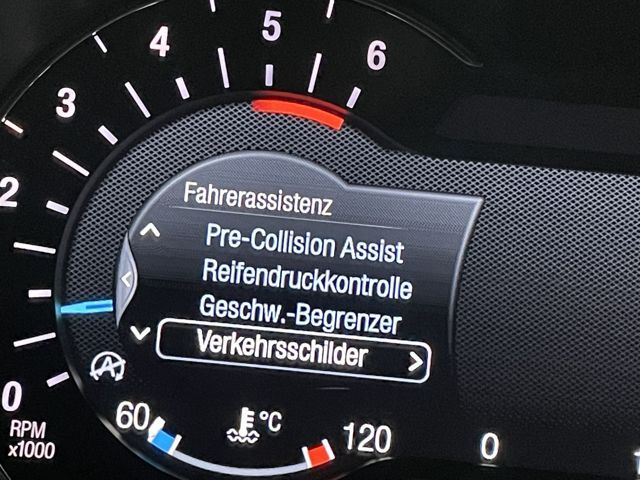 4
5
6
3
2
0
RPM
x1000
Fahrerassistenz
Pre-Collision Assist
Reifendruckkontrolle
Geschw.-Begrenzer
Verkehrsschilder
A
60
°C
120
0